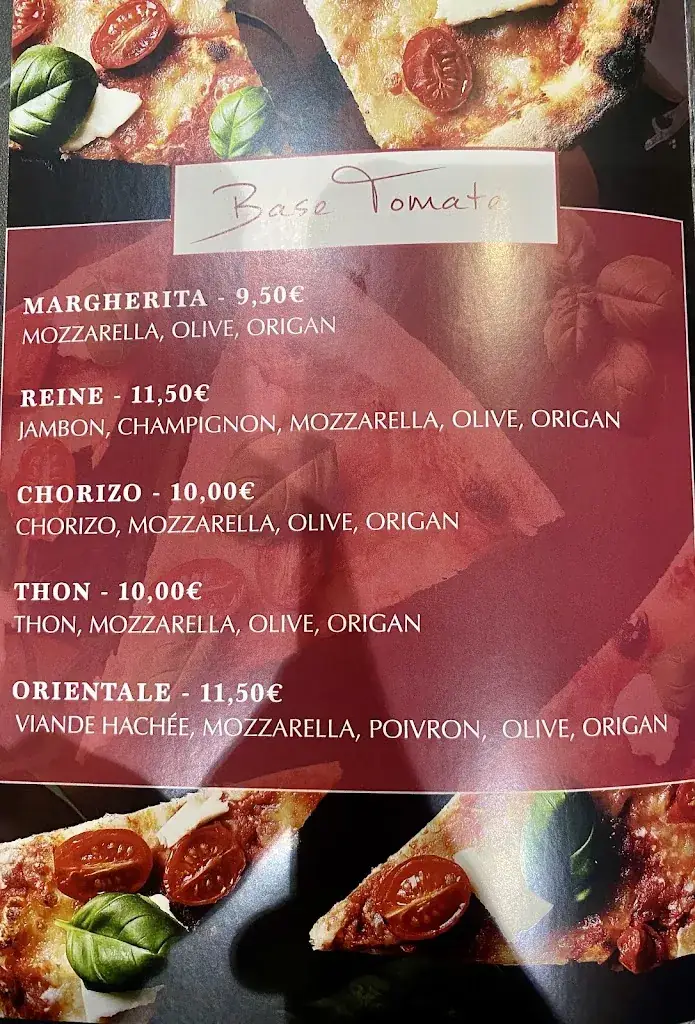 Base Tomate
MARGHERITA - 9,50€
MOZZARELLA, OLIVE, ORIGAN
REINE - 11,50€
JAMBON, CHAMPIGNON, MOZZARELLA, OLIVE, ORIGAN
CHORIZO - 10,00€
CHORIZO, MOZZARELLA, OLIVE, ORIGAN
THON - 10,00€
THON, MOZZARELLA, OLIVE, ORIGAN
ORIENTALE - 11,50€
VIANDE HACHÉE, MOZZARELLA, POIVRON, OLIVE, ORIGAN